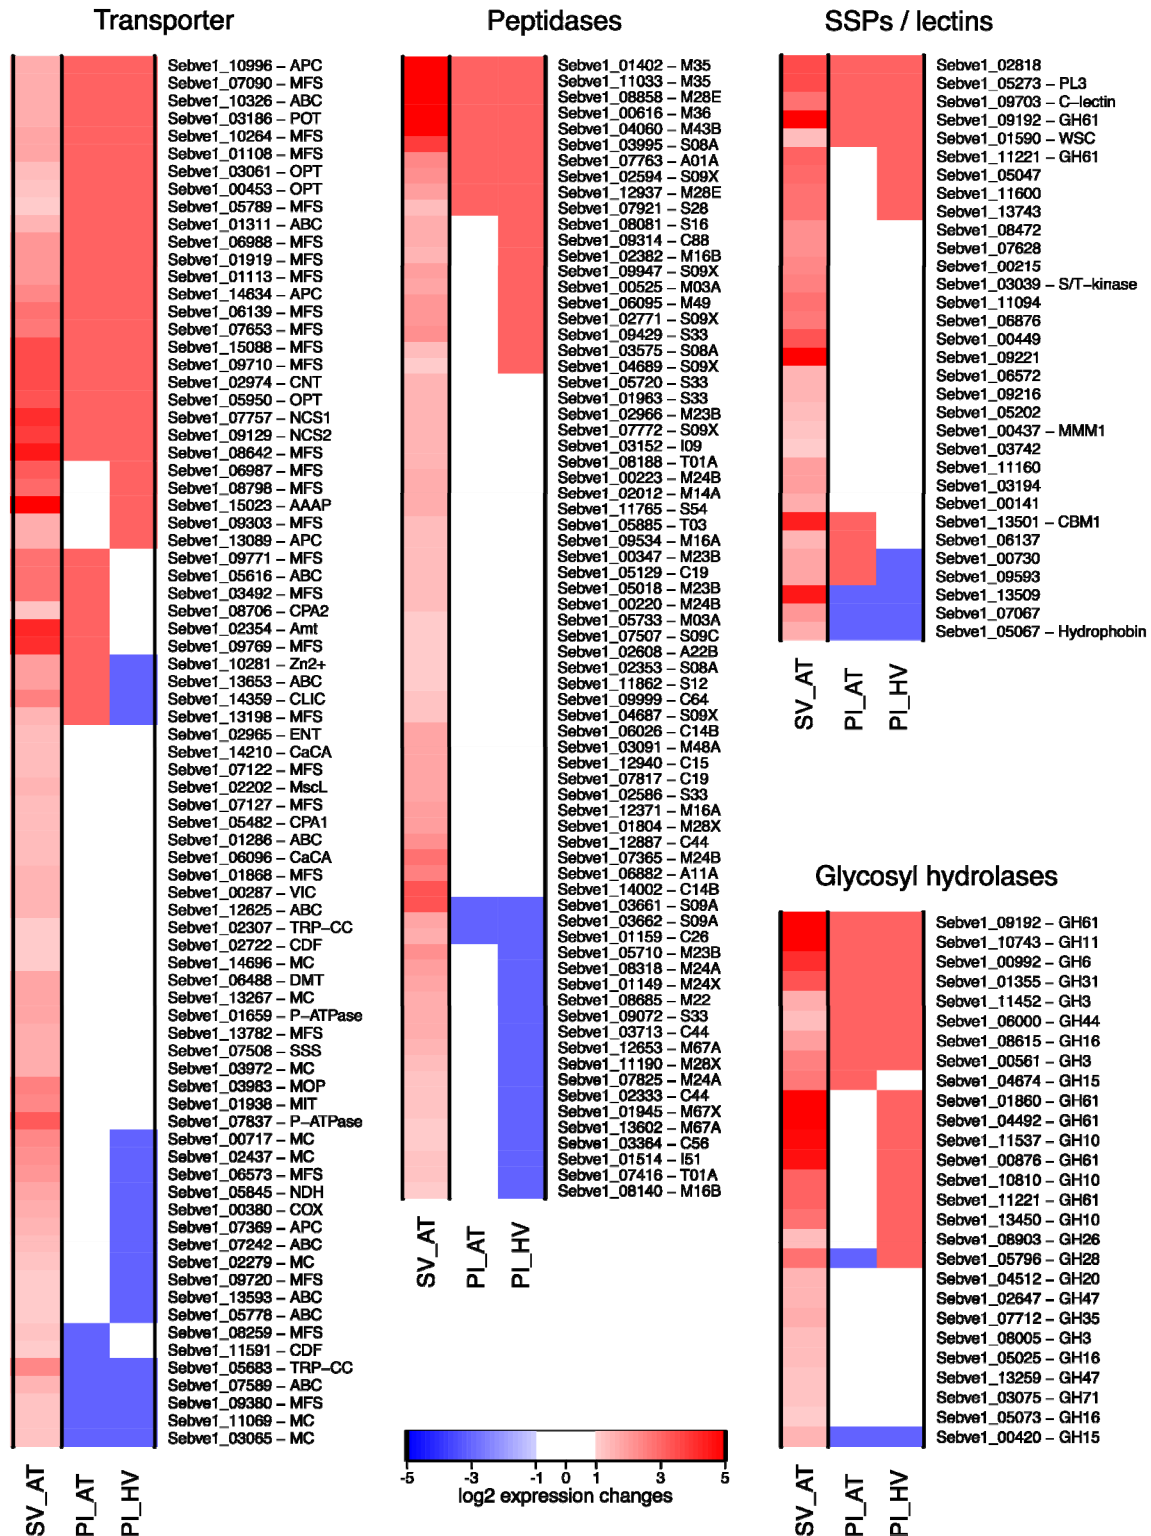 Transporter
Sebve1_10996 – APC
Sebve1_07090 – MFS
Sebve1_10326 – ABC
Sebve1_03186 – POT
Sebve1_10264 – MFS
Sebve1_01108 – MFS
Sebve1_03061 – OPT
Sebve1_00453 – OPT
Sebve1_05789 – MFS
Sebve1_01311 – ABC
Sebve1_06988 – MFS
Sebve1_01919 – MFS
Sebve1_01113 – MFS
Sebve1_14634 – APC
Sebve1_06139 – MFS
Sebve1_07653 – MFS
Sebve1_15088 – MFS
Sebve1_09710 – MFS
Sebve1_02974 – CNT
Sebve1_05950 – OPT
Sebve1_07757 – NCS1
Sebve1_09129 – NCS2
Sebve1_08642 – MFS
Sebve1_06987 – MFS
Sebve1_08798 – MFS
Sebve1_15023 – AAAP
Sebve1_09303 – MFS
Sebve1_13089 – APC
Sebve1_09771 – MFS
Sebve1_05616 – ABC
Sebve1_03492 – MFS
Sebve1_08706 – CPA2
Sebve1_02354 – Amt
Sebve1_09769 – MFS
Sebve1_10281 – Zn2+
Sebve1_13653 – ABC
Sebve1_14359 – CLIC
Sebve1_13198 – MFS
Sebve1_02965 – ENT
Sebve1_14210 – CaCA
Sebve1_07122 – MFS
Sebve1_02202 – MscL
Sebve1_07127 – MFS
Sebve1_05482 – CPA1
Sebve1_01286 – ABC
Sebve1_06096 – CaCA
Sebve1_01868 – MFS
Sebve1_00287 – VIC
Sebve1_12625 – ABC
Sebve1_02307 – TRP–CC
Sebve1_02722 – CDF
Sebve1_14696 – MC
Sebve1_06488 – DMT
Sebve1_13267 – MC
Sebve1_01659 – P–ATPase
Sebve1_13782 – MFS
Sebve1_07508 – SSS
Sebve1_03972 – MC
Sebve1_03983 – MOP
Sebve1_01938 – MIT
Sebve1_07837 – P–ATPase
Sebve1_00717 – MC
Sebve1_02437 – MC
Sebve1_06573 – MFS
Sebve1_05845 – NDH
Sebve1_00380 – COX
Sebve1_07369 – APC
Sebve1_07242 – ABC
Sebve1_02279 – MC
Sebve1_09720 – MFS
Sebve1_13593 – ABC
Sebve1_05778 – ABC
Sebve1_08259 – MFS
Sebve1_11591 – CDF
Sebve1_05683 – TRP–CC
Sebve1_07589 – ABC
Sebve1_09380 – MFS
Sebve1_11069 – MC
Sebve1_03065 – MC
SV_AT
PI_AT
PI_HV
Peptidases
Sebve1_01402 – M35
Sebve1_11033 – M35
Sebve1_08858 – M28E
Sebve1_00616 – M36
Sebve1_04060 – M43B
Sebve1_03995 – S08A
Sebve1_07763 – A01A
Sebve1_02594 – S09X
Sebve1_12937 – M28E
Sebve1_07921 – S28
Sebve1_08081 – S16
Sebve1_09314 – C88
Sebve1_02382 – M16B
Sebve1_09947 – S09X
Sebve1_00525 – M03A
Sebve1_06095 – M49
Sebve1_02771 – S09X
Sebve1_09429 – S33
Sebve1_03575 – S08A
Sebve1_04689 – S09X
Sebve1_05720 – S33
Sebve1_01963 – S33
Sebve1_02966 – M23B
Sebve1_07772 – S09X
Sebve1_03152 – I09
Sebve1_08188 – T01A
Sebve1_00223 – M24B
Sebve1_02012 – M14A
Sebve1_11765 – S54
Sebve1_05885 – T03
Sebve1_09534 – M16A
Sebve1_00347 – M23B
Sebve1_05129 – C19
Sebve1_05018 – M23B
Sebve1_00220 – M24B
Sebve1_05733 – M03A
Sebve1_07507 – S09C
Sebve1_02608 – A22B
Sebve1_02353 – S08A
Sebve1_11862 – S12
Sebve1_09999 – C64
Sebve1_04687 – S09X
Sebve1_06026 – C14B
Sebve1_03091 – M48A
Sebve1_12940 – C15
Sebve1_07817 – C19
Sebve1_02586 – S33
Sebve1_12371 – M16A
Sebve1_01804 – M28X
Sebve1_12887 – C44
Sebve1_07365 – M24B
Sebve1_06882 – A11A
Sebve1_14002 – C14B
Sebve1_03661 – S09A
Sebve1_03662 – S09A
Sebve1_01159 – C26
Sebve1_05710 – M23B
Sebve1_08318 – M24A
Sebve1_01149 – M24X
Sebve1_08685 – M22
Sebve1_09072 – S33
Sebve1_03713 – C44
Sebve1_12653 – M67A
Sebve1_11190 – M28X
Sebve1_07825 – M24A
Sebve1_02333 – C44
Sebve1_01945 – M67X
Sebve1_13602 – M67A
Sebve1_03364 – C56
Sebve1_01514 – I51
Sebve1_07416 – T01A
Sebve1_08140 – M16B
SV_AT
PI_AT
PI_HV
-5 -3 -1 0 1 3 5
log2 expression changes
SSPs / lectins
Sebve1_02818
Sebve1_05273 – PL3
Sebve1_09703 – C–lectin
Sebve1_09192 – GH61
Sebve1_01590 – WSC
Sebve1_11221 – GH61
Sebve1_05047
Sebve1_11600
Sebve1_13743
Sebve1_08472
Sebve1_07628
Sebve1_00215
Sebve1_03039 – S/T–kinase
Sebve1_11094
Sebve1_06876
Sebve1_00449
Sebve1_09221
Sebve1_06572
Sebve1_09216
Sebve1_05202
Sebve1_00437 – MMM1
Sebve1_03742
Sebve1_11160
Sebve1_03194
Sebve1_00141
Sebve1_13501 – CBM1
Sebve1_06137
Sebve1_00730
Sebve1_09593
Sebve1_13509
Sebve1_07067
Sebve1_05067 – Hydrophobin
SV_AT
PI_AT
PI_HV
Glycosyl hydrolases
Sebve1_09192 – GH61
Sebve1_10743 – GH11
Sebve1_00992 – GH6
Sebve1_01355 – GH31
Sebve1_11452 – GH3
Sebve1_06000 – GH44
Sebve1_08615 – GH16
Sebve1_00561 – GH3
Sebve1_04674 – GH15
Sebve1_01860 – GH61
Sebve1_04492 – GH61
Sebve1_11537 – GH10
Sebve1_00876 – GH61
Sebve1_10810 – GH10
Sebve1_11221 – GH61
Sebve1_13450 – GH10
Sebve1_08903 – GH26
Sebve1_05796 – GH28
Sebve1_04512 – GH20
Sebve1_02647 – GH47
Sebve1_07712 – GH35
Sebve1_08005 – GH3
Sebve1_05025 – GH16
Sebve1_13259 – GH47
Sebve1_03075 – GH71
Sebve1_05073 – GH16
Sebve1_00420 – GH15
SV_AT
PI_AT
PI_HV